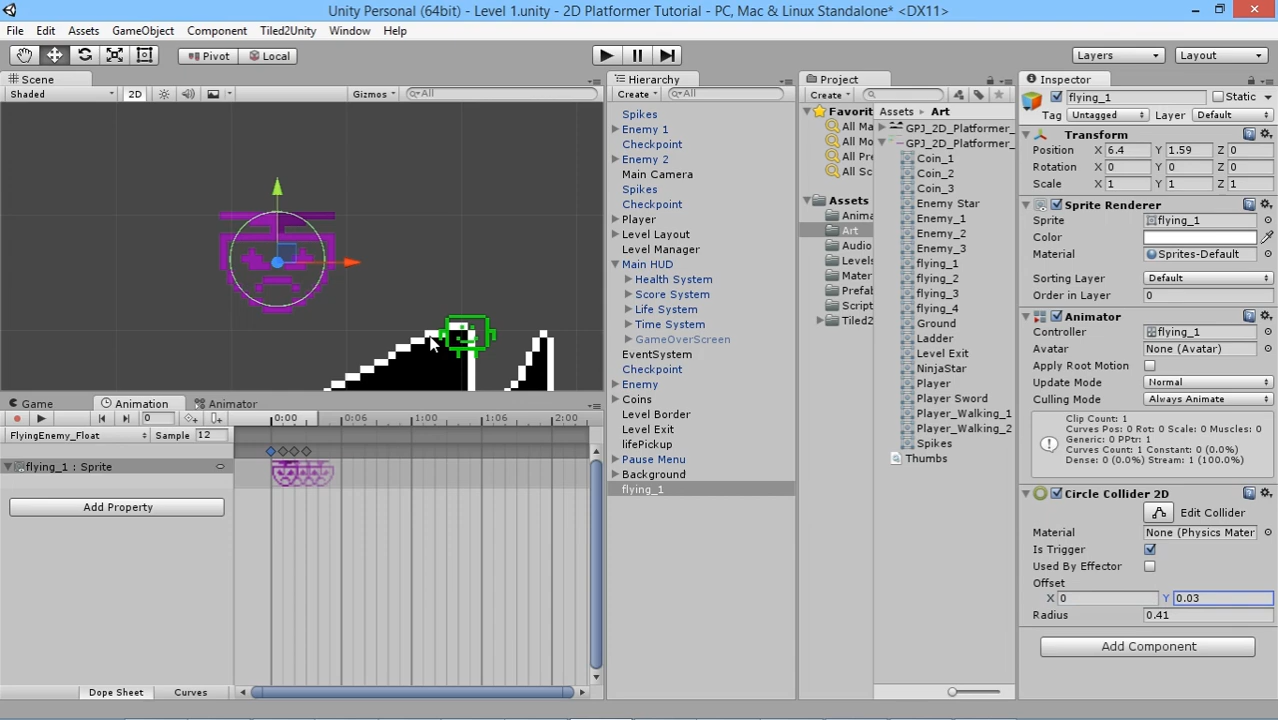 Unity Personal (64bit) - Level 1.unity - 2D Platformer Tutorial - PC, Mac & Linux Standalone* <DX11>
File Edit Assets GameObject Component Tiled2Unity Window Help
Pivot Local Layers Layout
Scene
Shaded 2D Gizmos All
Hierarchy
Create All
Spikes
Enemy 1
Checkpoint
Enemy 2
Main Camera
Spikes
Checkpoint
Player
Level Layout
Level Manager
Main HUD
Health System
Score System
Life System
Time System
GameOverScreen
EventSystem
Checkpoint
Enemy
Coins
Level Border
Level Exit
lifePickup
Pause Menu
Background
flying_1
Game Animation Animator
0 0:00 0:06 1:00 1:06 2:00
FlyingEnemy_Float Sample 12
flying_1 : Sprite
Add Property
Dope Sheet Curves
Project
Create
Favorit
All Ma
All Mo
All Pre
All Sc
Assets
Anima
Art
Audio
Levels
Mater
Prefab
Script
Tiled2
Assets Art
GPJ_2D_Platformer_
GPJ_2D_Platformer_
Coin_1
Coin_2
Coin_3
Enemy Star
Enemy_1
Enemy_2
Enemy_3
flying_1
flying_2
flying_3
flying_4
Ground
Ladder
Level Exit
NinjaStar
Player
Player Sword
Player_Walking_1
Player_Walking_2
Spikes
Thumbs
Inspector
flying_1 Static
Tag Untagged Layer Default
Transform
Position X 6.4 Y 1.59 Z 0
Rotation X 0 Y 0 Z 0
Scale X 1 Y 1 Z 1
Sprite Renderer
Sprite flying_1
Color
Material Sprites-Default
Sorting Layer Default
Order in Layer 0
Animator
Controller flying_1
Avatar None (Avatar)
Apply Root Motion
Update Mode Normal
Culling Mode Always Animate
Clip Count: 1
Curves Pos: 0 Rot: 0 Scale: 0 Muscles: 0
Generic: 0 PPtr: 1
Curves Count: 1 Constant: 0 (0.0%)
Dense: 0 (0.0%) Stream: 1 (100.0%)
Circle Collider 2D
Edit Collider
Material None (Physics Mater
Is Trigger
Used By Effector
Offset
X 0 Y 0.03
Radius 0.41
Add Component